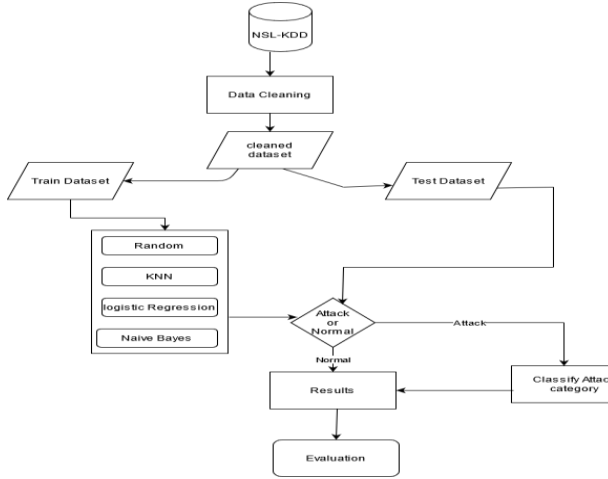 NSL-KDD
Data Cleaning
cleaned
dataset
Train Dataset
Test Dataset
Random
KNN
logistic Regression
Naive Bayes
Attack
or
Normal
Attack
Normal
Classify Attac
category
Results
Evaluation